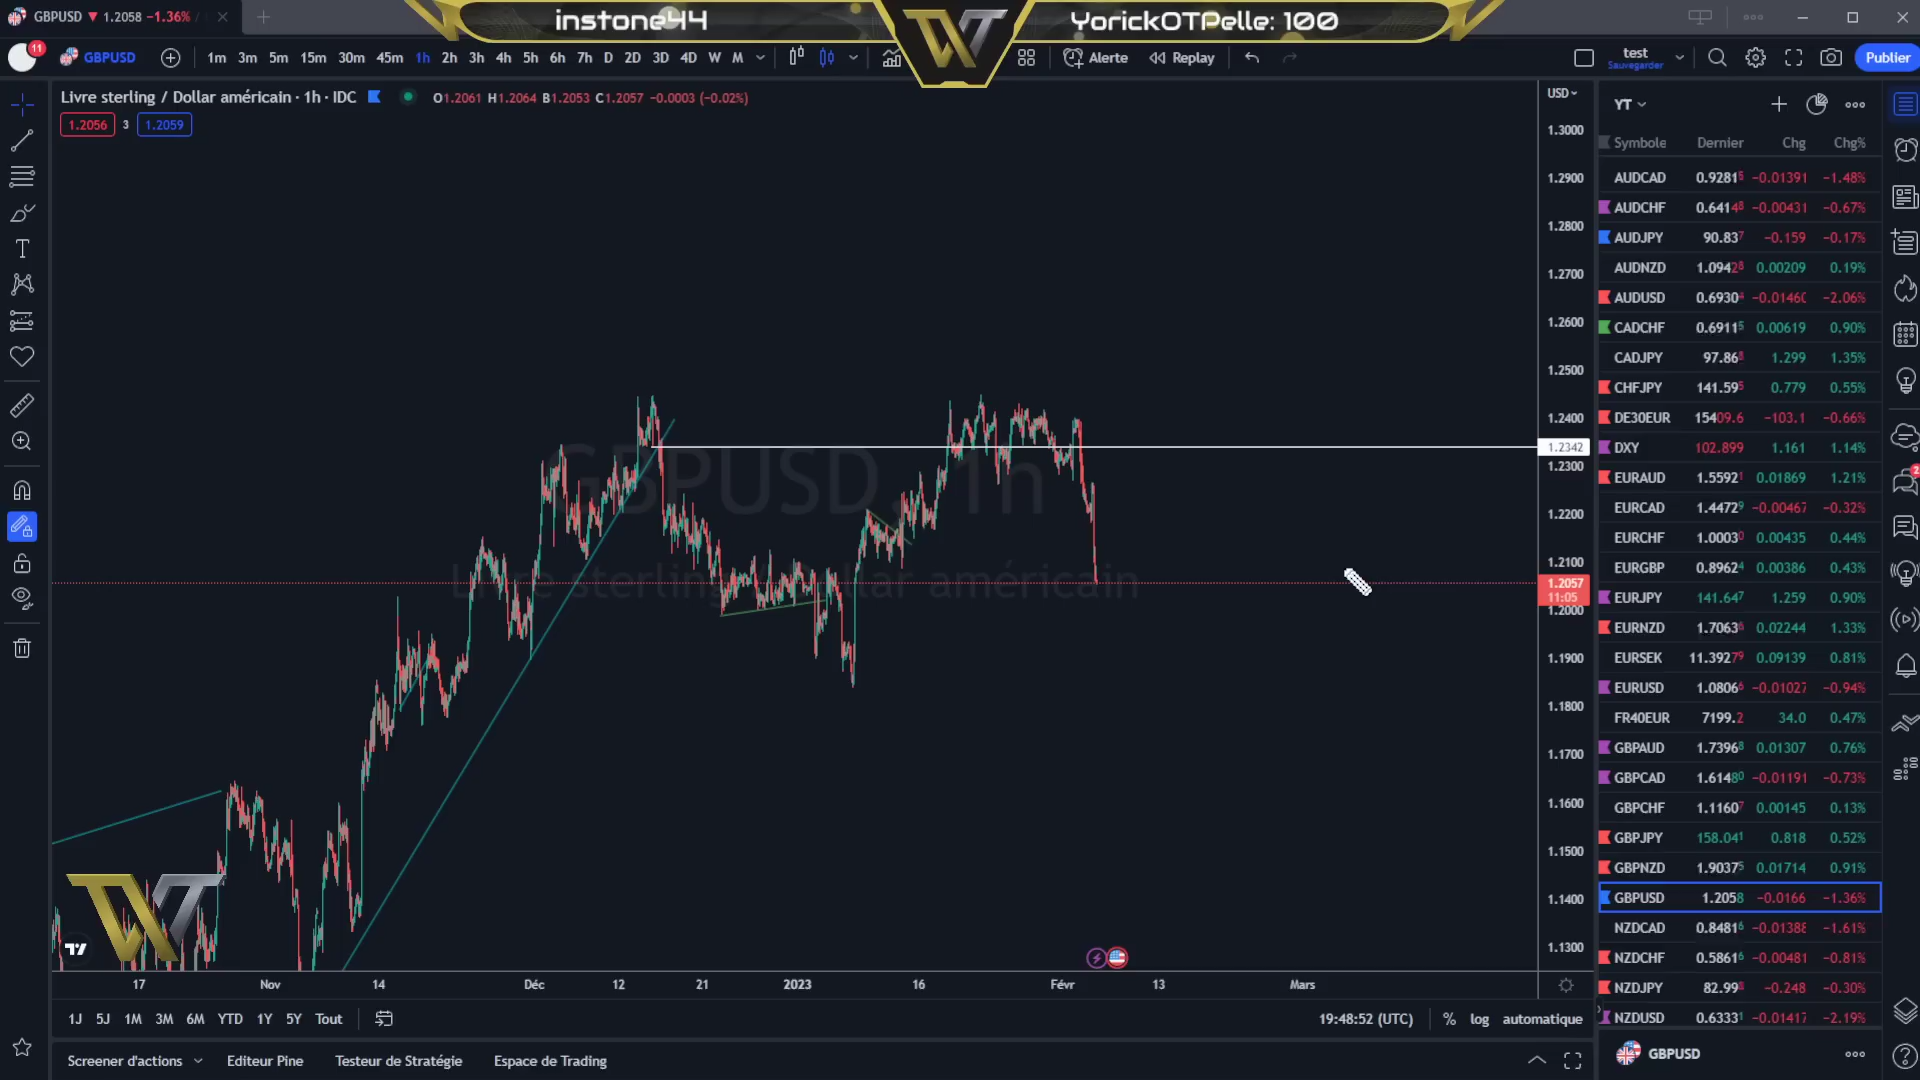 GBPUSD ▼ 1.2058 −1.36% /
instone44
YorickOTPelle: 100
11
GBPUSD
1m 3m 5m 15m 30m 45m 1h 2h 3h 4h 5h 6h 7h D 2D 3D 4D W M
Alerte
Replay
test
Sauvegarder
Publier
Livre sterling / Dollar américain · 1h · IDC
O1.2061 H1.2064 B1.2053 C1.2057 −0.0003 (−0.02%)
1.2056 3 1.2059
USD
1.3000
1.2900
1.2800
1.2700
1.2600
1.2500
1.2400
1.2342
1.2300
1.2200
1.2100
1.2057
11:05
1.2000
1.1900
1.1800
1.1700
1.1600
1.1500
1.1400
1.1300
GBPUSD, 1h
Livre sterling / Dollar américain
17 Nov 14 Déc 12 21 2023 16 Févr 13 Mars
1J 5J 1M 3M 6M YTD 1Y 5Y Tout
19:48:52 (UTC) % log automatique
Screener d'actions Editeur Pine Testeur de Stratégie Espace de Trading
YT
Symbole Dernier Chg Chg%
AUDCAD 0.92815 −0.01391 −1.48%
AUDCHF 0.64148 −0.00431 −0.67%
AUDJPY 90.837 −0.159 −0.17%
AUDNZD 1.09428 0.00209 0.19%
AUDUSD 0.6930 −0.0146 −2.06%
CADCHF 0.69115 0.00619 0.90%
CADJPY 97.868 1.299 1.35%
CHFJPY 141.595 0.779 0.55%
DE30EUR 15409.6 −103.1 −0.66%
DXY 102.899 1.161 1.14%
EURAUD 1.55921 0.01869 1.21%
EURCAD 1.44729 −0.00467 −0.32%
EURCHF 1.00030 0.00435 0.44%
EURGBP 0.89624 0.00386 0.43%
EURJPY 141.647 1.259 0.90%
EURNZD 1.7063 0.02244 1.33%
EURSEK 11.39279 0.09139 0.81%
EURUSD 1.0806 −0.01027 −0.94%
FR40EUR 7199.2 34.0 0.47%
GBPAUD 1.73968 0.01307 0.76%
GBPCAD 1.61480 −0.01191 −0.73%
GBPCHF 1.11607 0.00145 0.13%
GBPJPY 158.041 0.818 0.52%
GBPNZD 1.90375 0.01714 0.91%
GBPUSD 1.2058 −0.0166 −1.36%
NZDCAD 0.84816 −0.01388 −1.61%
NZDCHF 0.58616 −0.00481 −0.81%
NZDJPY 82.998 −0.248 −0.30%
NZDUSD 0.63331 −0.01417 −2.19%
GBPUSD
2